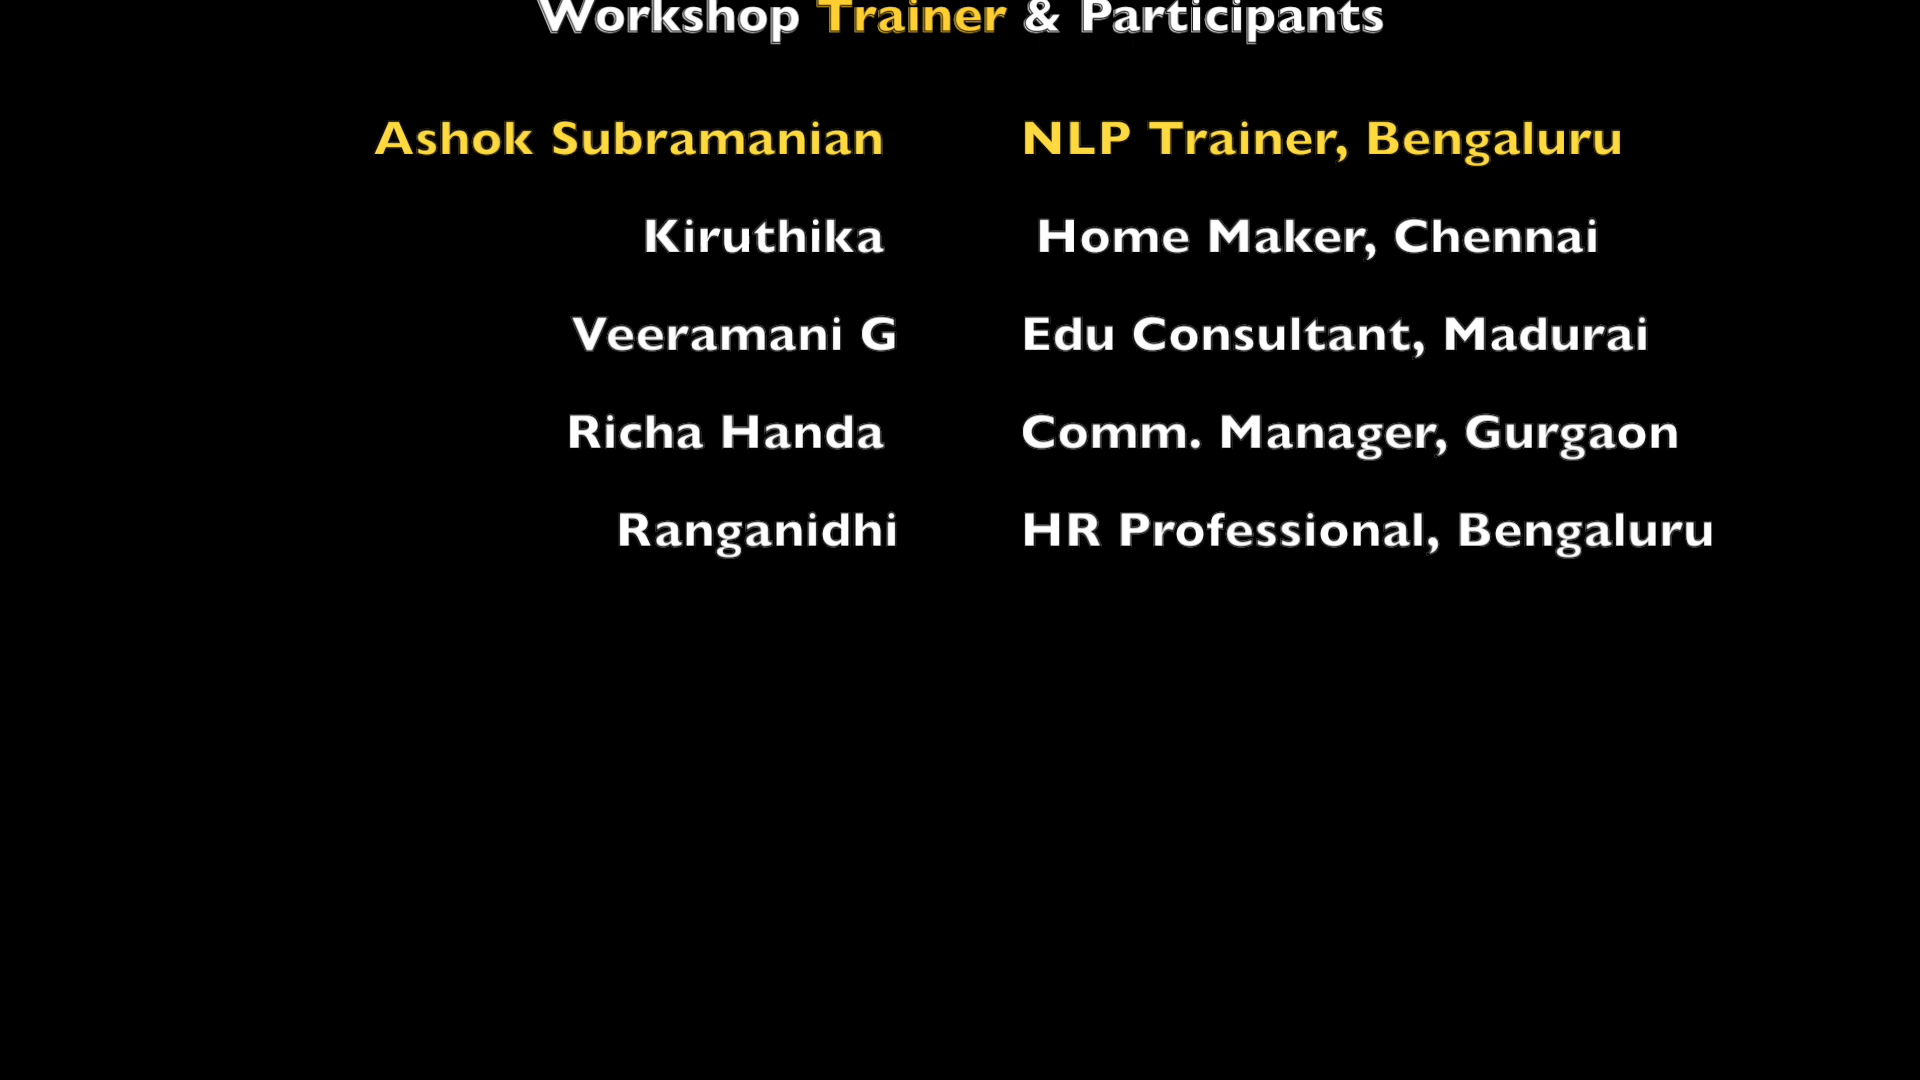 Workshop Trainer & Participants
Ashok Subramanian NLP Trainer, Bengaluru
Kiruthika Home Maker, Chennai
Veeramani G Edu Consultant, Madurai
Richa Handa Comm. Manager, Gurgaon
Ranganidhi HR Professional, Bengaluru